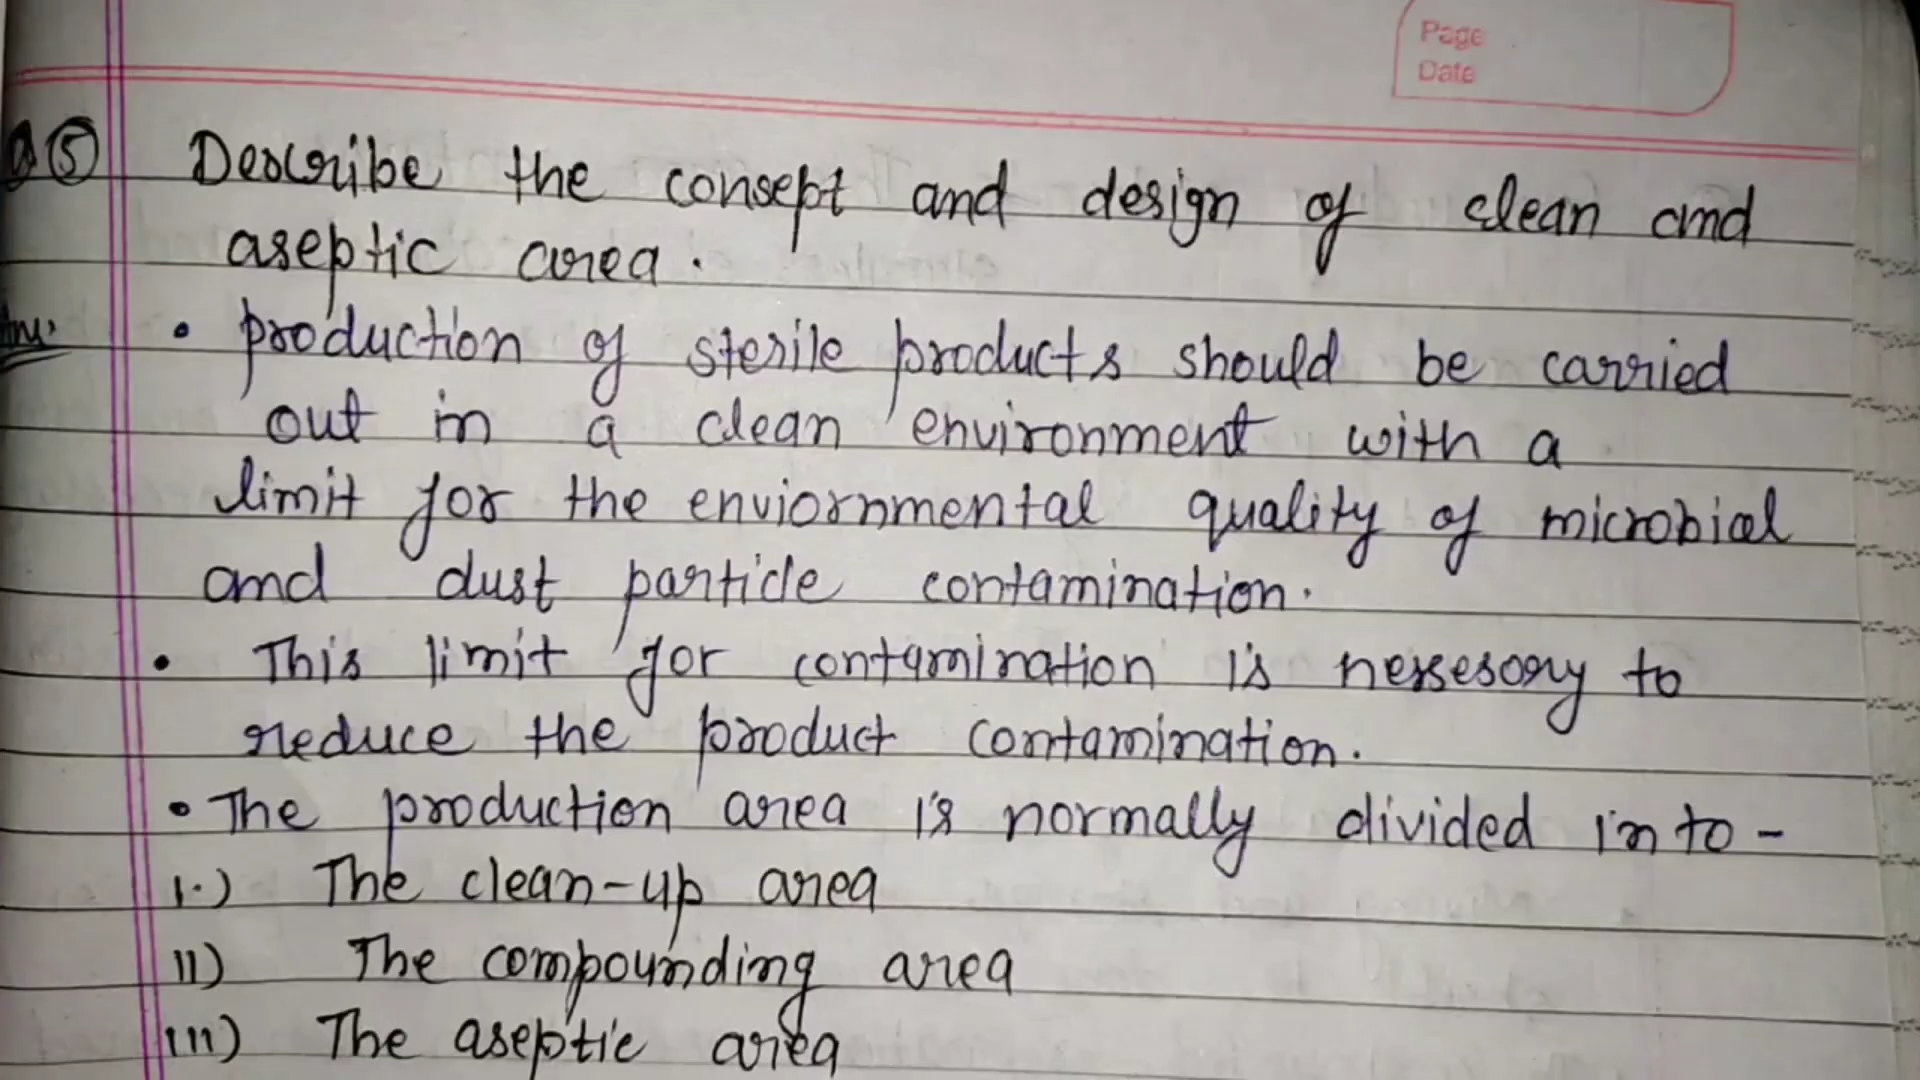 Page
Date
Q ⑤ Describe the consept and design of clean and
aseptic area.
Ans. • production of sterile products should be carried
out in a clean environment with a
limit for the enviornmental quality of microbial
and dust particle contamination.
• This limit for contamination is nessesory to
reduce the product contamination.
• The production area is normally divided into -
I.) The clean-up area
II) The compounding area
III) The aseptic area